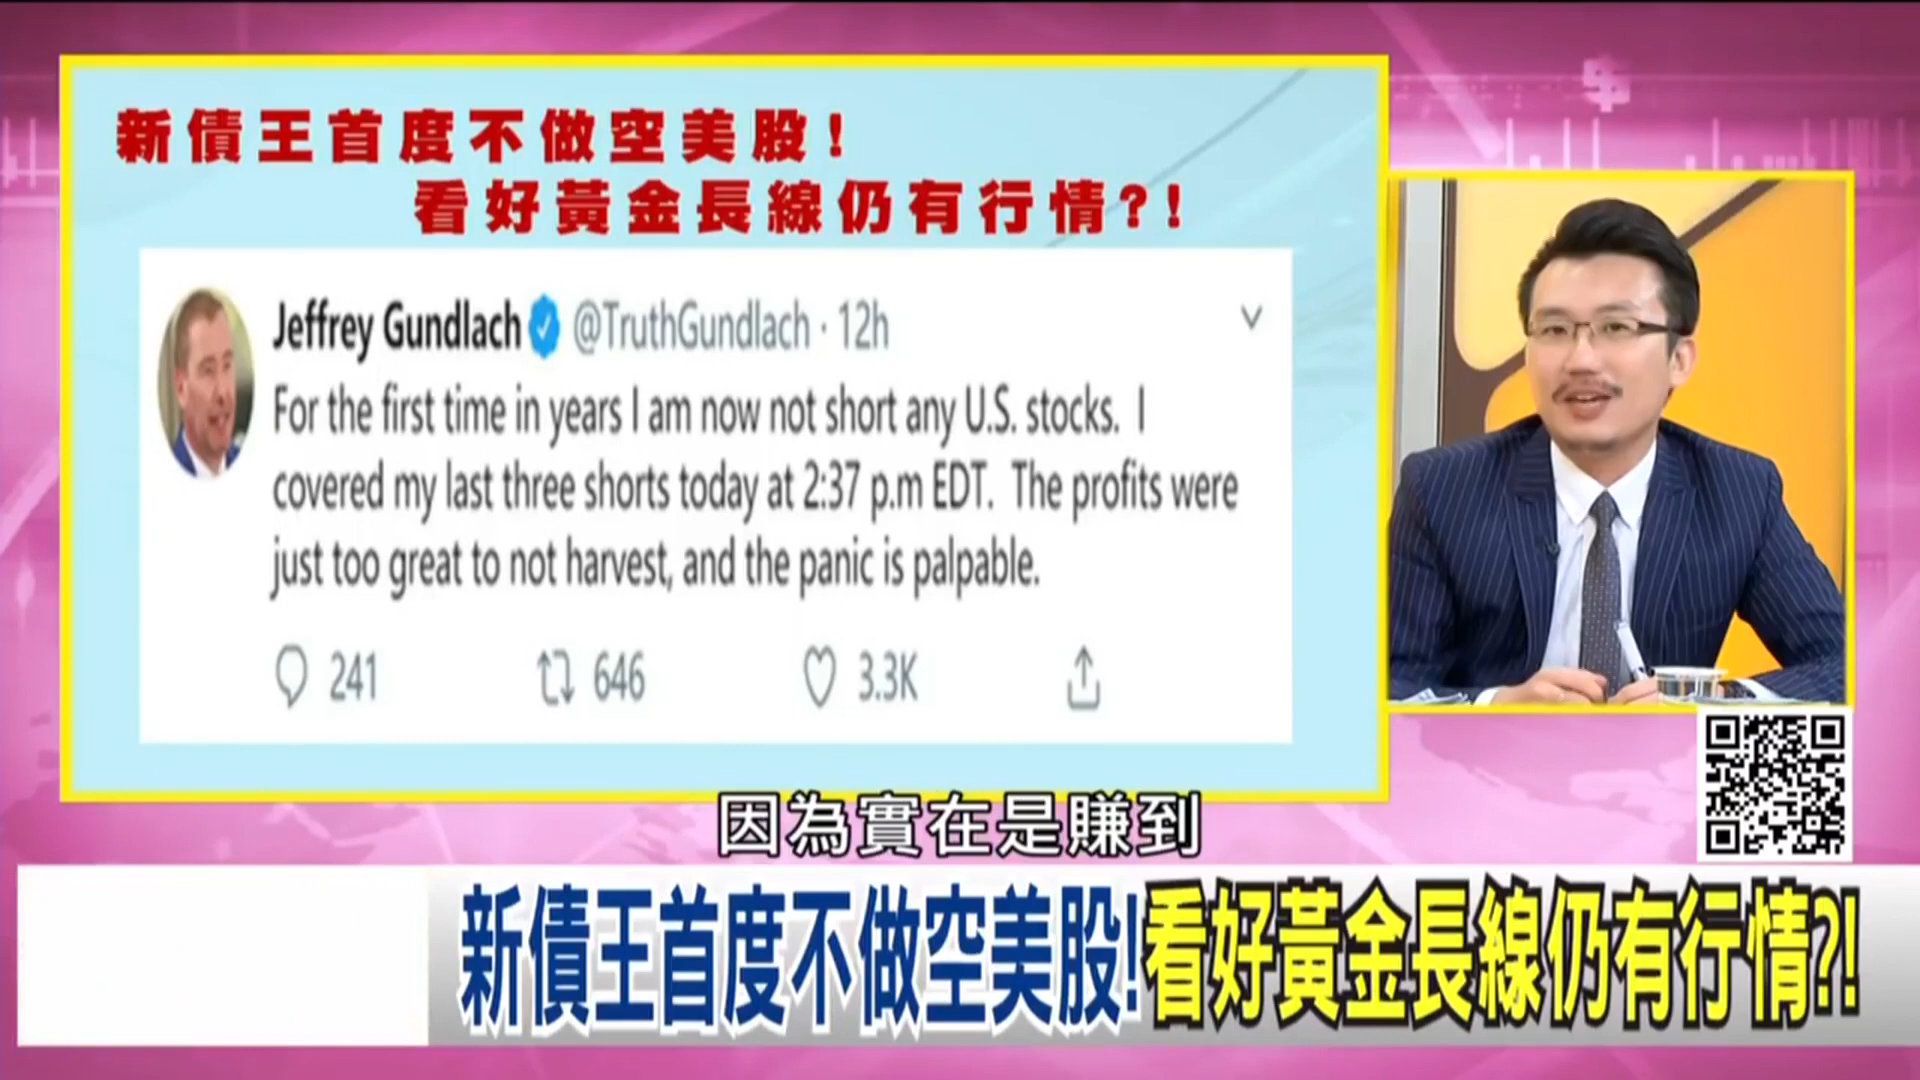 新債王首度不做空美股!
看好黃金長線仍有行情?!
Jeffrey Gundlach @TruthGundlach · 12h
For the first time in years I am now not short any U.S. stocks. I
covered my last three shorts today at 2:37 p.m EDT. The profits were
just too great to not harvest, and the panic is palpable.
241 646 3.3K
因為實在是賺到
新債王首度不做空美股!看好黃金長線仍有行情?!